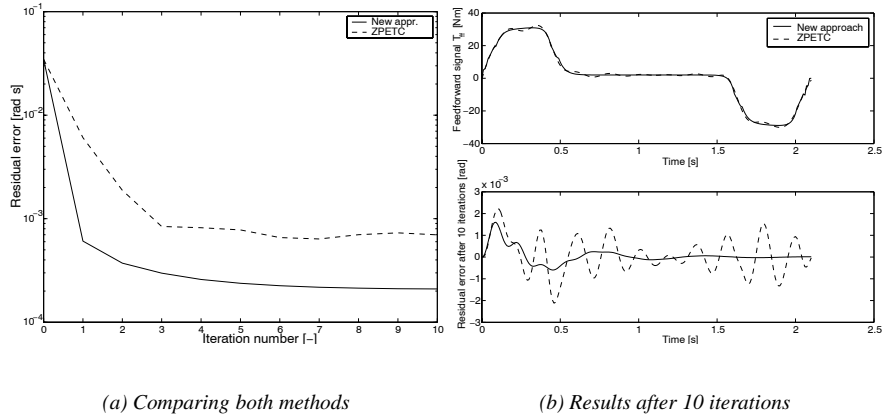 New appr.
ZPETC
10⁻¹
10⁻²
10⁻³
10⁻⁴
Residual error [rad s]
0 1 2 3 4 5 6 7 8 9 10
Iteration number [-]
New approach
ZPETC
40
20
0
-20
-40
Feedforward signal T_ff [Nm]
0 0.5 1 1.5 2 2.5
Time [s]
x 10⁻³
3
2
1
0
-1
-2
-3
Residual error after 10 iterations [rad]
0 0.5 1 1.5 2 2.5
Time [s]
(a) Comparing both methods
(b) Results after 10 iterations